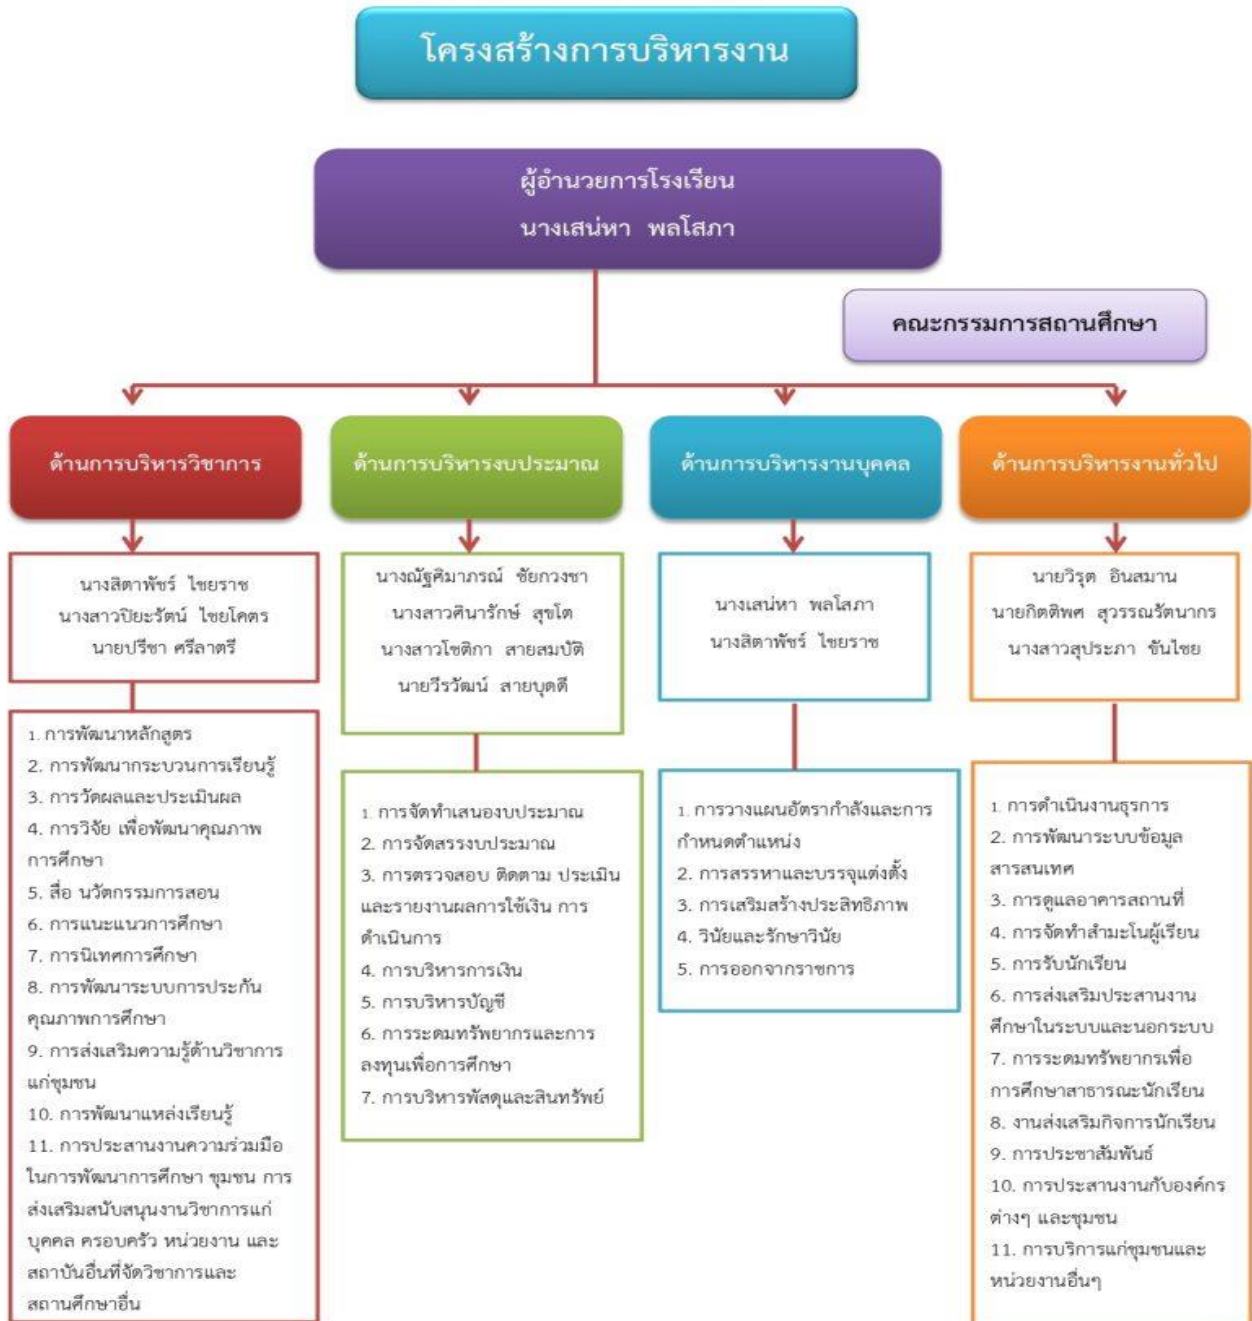 โครงสร้างการบริหารงาน
ผู้อำนวยการโรงเรียน
นางเสน่หา พลโสภา
คณะกรรมการสถานศึกษา
ด้านการบริหารวิชาการ
นางสิตาพัชร์ ไชยราช
นางสาวปิยะรัตน์ ไชยโคตร
นายปรีชา ศรีลาตรี
1. การพัฒนาหลักสูตร
2. การพัฒนากระบวนการเรียนรู้
3. การวัดผลและประเมินผล
4. การวิจัย เพื่อพัฒนาคุณภาพ
การศึกษา
5. สื่อ นวัตกรรมการสอน
6. การแนะแนวการศึกษา
7. การนิเทศการศึกษา
8. การพัฒนาระบบการประกัน
คุณภาพการศึกษา
9. การส่งเสริมความรู้ด้านวิชาการ
แก่ชุมชน
10. การพัฒนาแหล่งเรียนรู้
11. การประสานงานความร่วมมือ
ในการพัฒนาการศึกษา ชุมชน การ
ส่งเสริมสนับสนุนงานวิชาการแก่
บุคคล ครอบครัว หน่วยงาน และ
สถาบันอื่นที่จัดวิชาการและ
สถานศึกษาอื่น
ด้านการบริหารงบประมาณ
นางณัฐศิมาภรณ์ ชัยกวงชา
นางสาวศินารักษ์ สุขโต
นางสาวโชติกา สายสมบัติ
นายวีรวัฒน์ สายบุดดี
1. การจัดทำเสนองบประมาณ
2. การจัดสรรงบประมาณ
3. การตรวจสอบ ติดตาม ประเมิน
และรายงานผลการใช้เงิน การ
ดำเนินการ
4. การบริหารการเงิน
5. การบริหารบัญชี
6. การระดมทรัพยากรและการ
ลงทุนเพื่อการศึกษา
7. การบริหารพัสดุและสินทรัพย์
ด้านการบริหารงานบุคคล
นางเสน่หา พลโสภา
นางสิตาพัชร์ ไชยราช
1. การวางแผนอัตรากำลังและการ
กำหนดตำแหน่ง
2. การสรรหาและบรรจุแต่งตั้ง
3. การเสริมสร้างประสิทธิภาพ
4. วินัยและรักษาวินัย
5. การออกจากราชการ
ด้านการบริหารงานทั่วไป
นายวิรุต อินสมาน
นายกิตติพศ สุวรรณรัตนากร
นางสาวสุประภา ขันไชย
1. การดำเนินงานธุรการ
2. การพัฒนาระบบข้อมูล
สารสนเทศ
3. การดูแลอาคารสถานที่
4. การจัดทำสำมะโนผู้เรียน
5. การรับนักเรียน
6. การส่งเสริมประสานงาน
ศึกษาในระบบและนอกระบบ
7. การระดมทรัพยากรเพื่อ
การศึกษาสาธารณะนักเรียน
8. งานส่งเสริมกิจการนักเรียน
9. การประชาสัมพันธ์
10. การประสานงานกับองค์กร
ต่างๆ และชุมชน
11. การบริการแก่ชุมชนและ
หน่วยงานอื่นๆ